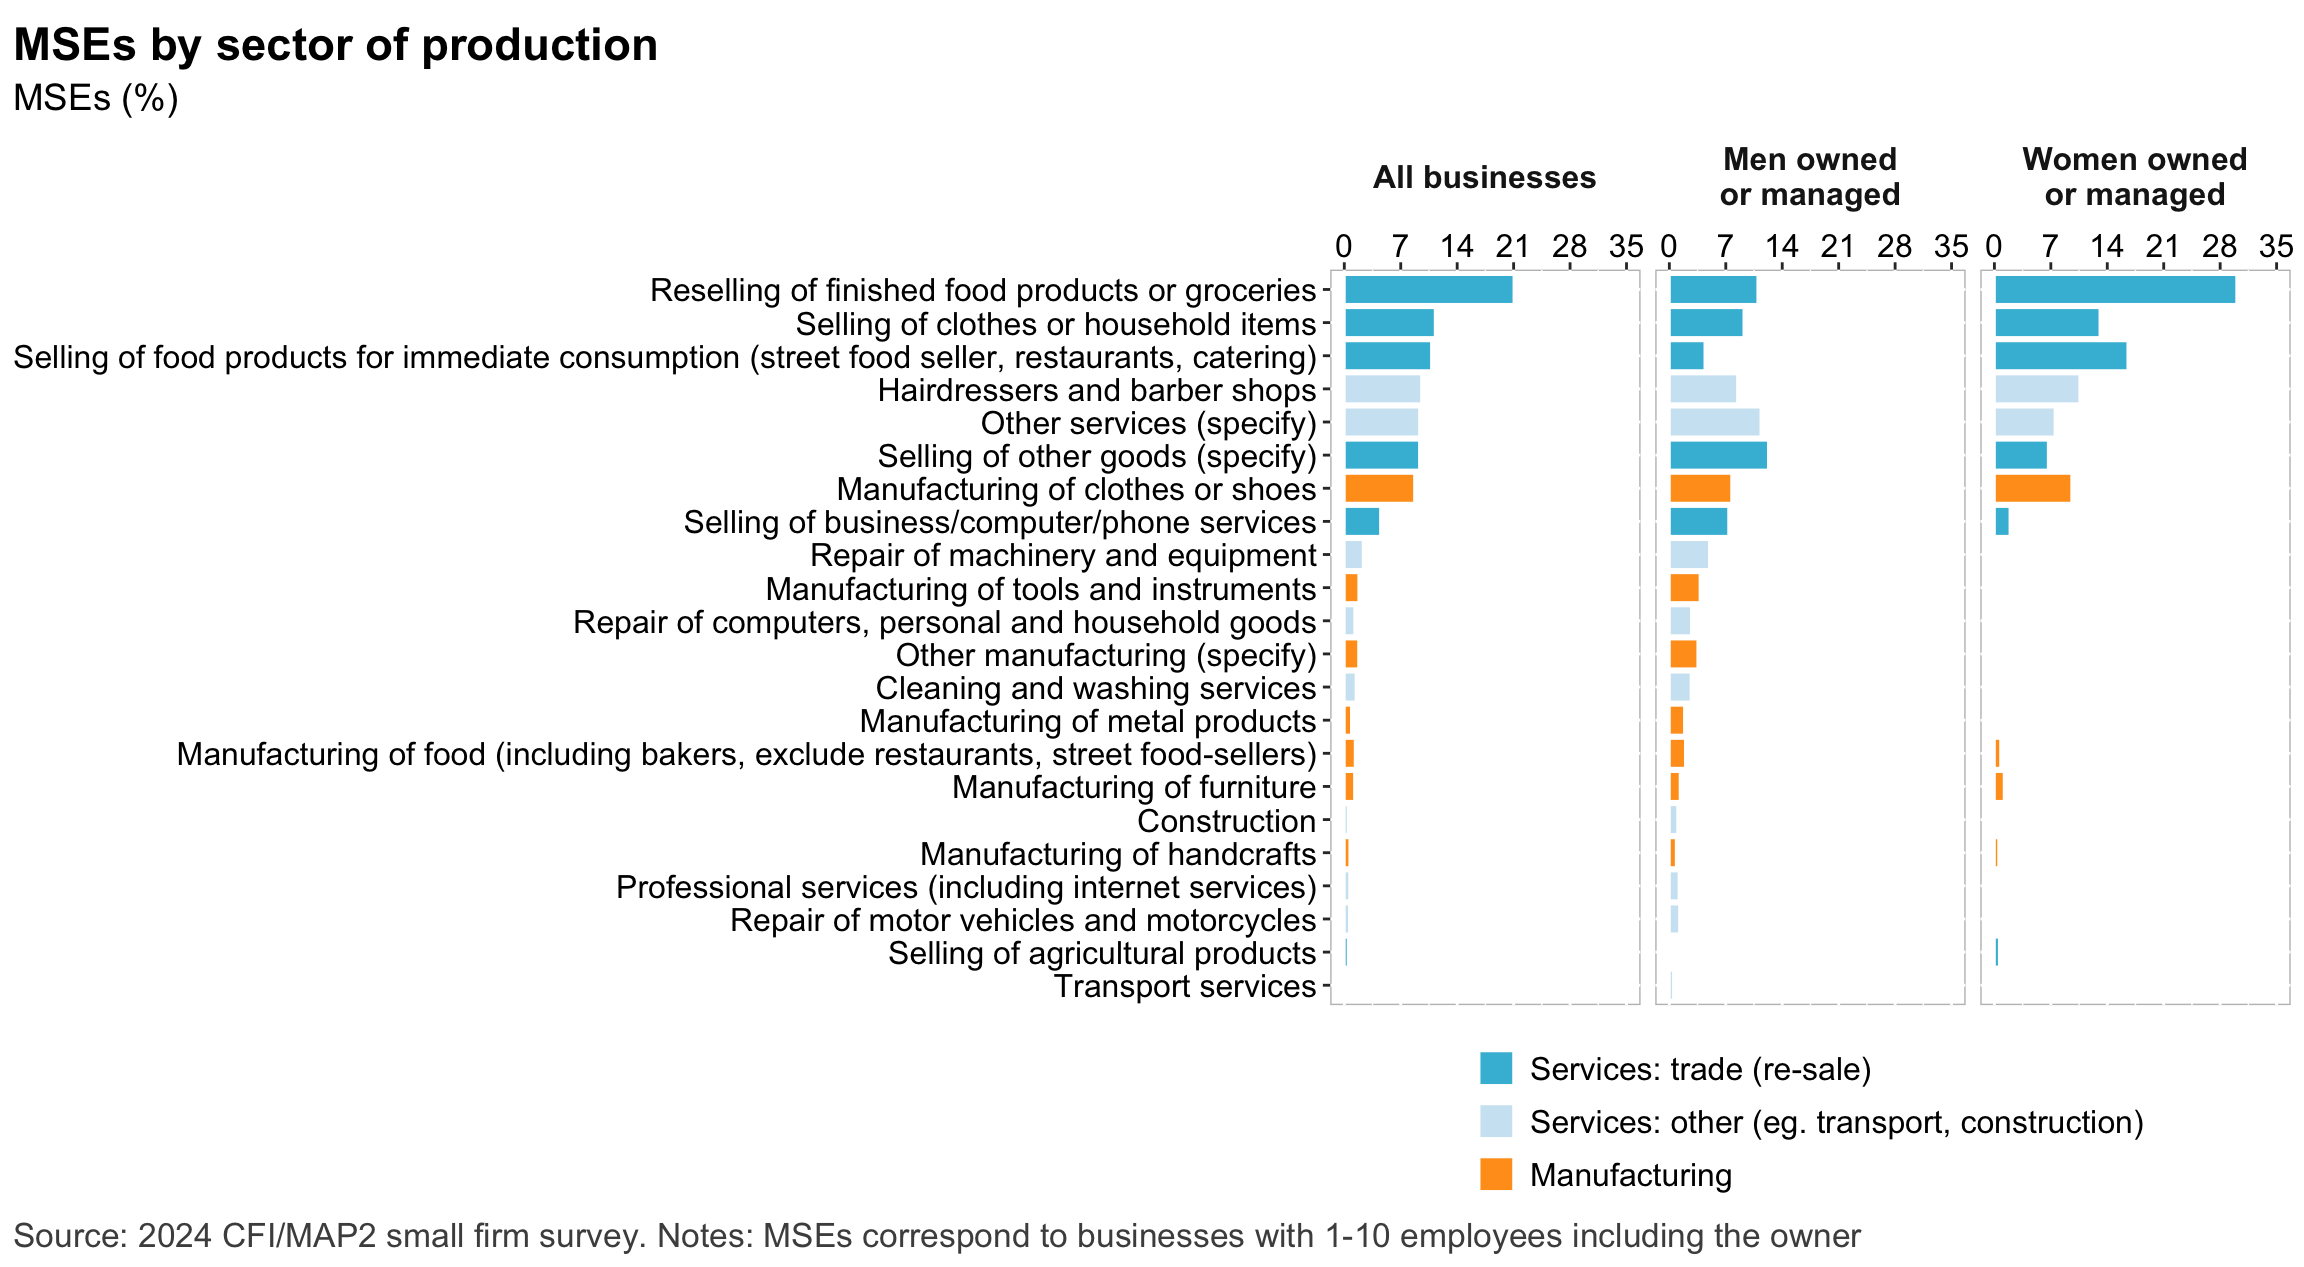 MSEs by sector of production
MSEs (%)
All businesses
Men owned
or managed
Women owned
or managed
0 7 14 21 28 35
0 7 14 21 28 35
0 7 14 21 28 35
Reselling of finished food products or groceries
Selling of clothes or household items
Selling of food products for immediate consumption (street food seller, restaurants, catering)
Hairdressers and barber shops
Other services (specify)
Selling of other goods (specify)
Manufacturing of clothes or shoes
Selling of business/computer/phone services
Repair of machinery and equipment
Manufacturing of tools and instruments
Repair of computers, personal and household goods
Other manufacturing (specify)
Cleaning and washing services
Manufacturing of metal products
Manufacturing of food (including bakers, exclude restaurants, street food-sellers)
Manufacturing of furniture
Construction
Manufacturing of handcrafts
Professional services (including internet services)
Repair of motor vehicles and motorcycles
Selling of agricultural products
Transport services
Services: trade (re-sale)
Services: other (eg. transport, construction)
Manufacturing
Source: 2024 CFI/MAP2 small firm survey. Notes: MSEs correspond to businesses with 1-10 employees including the owner